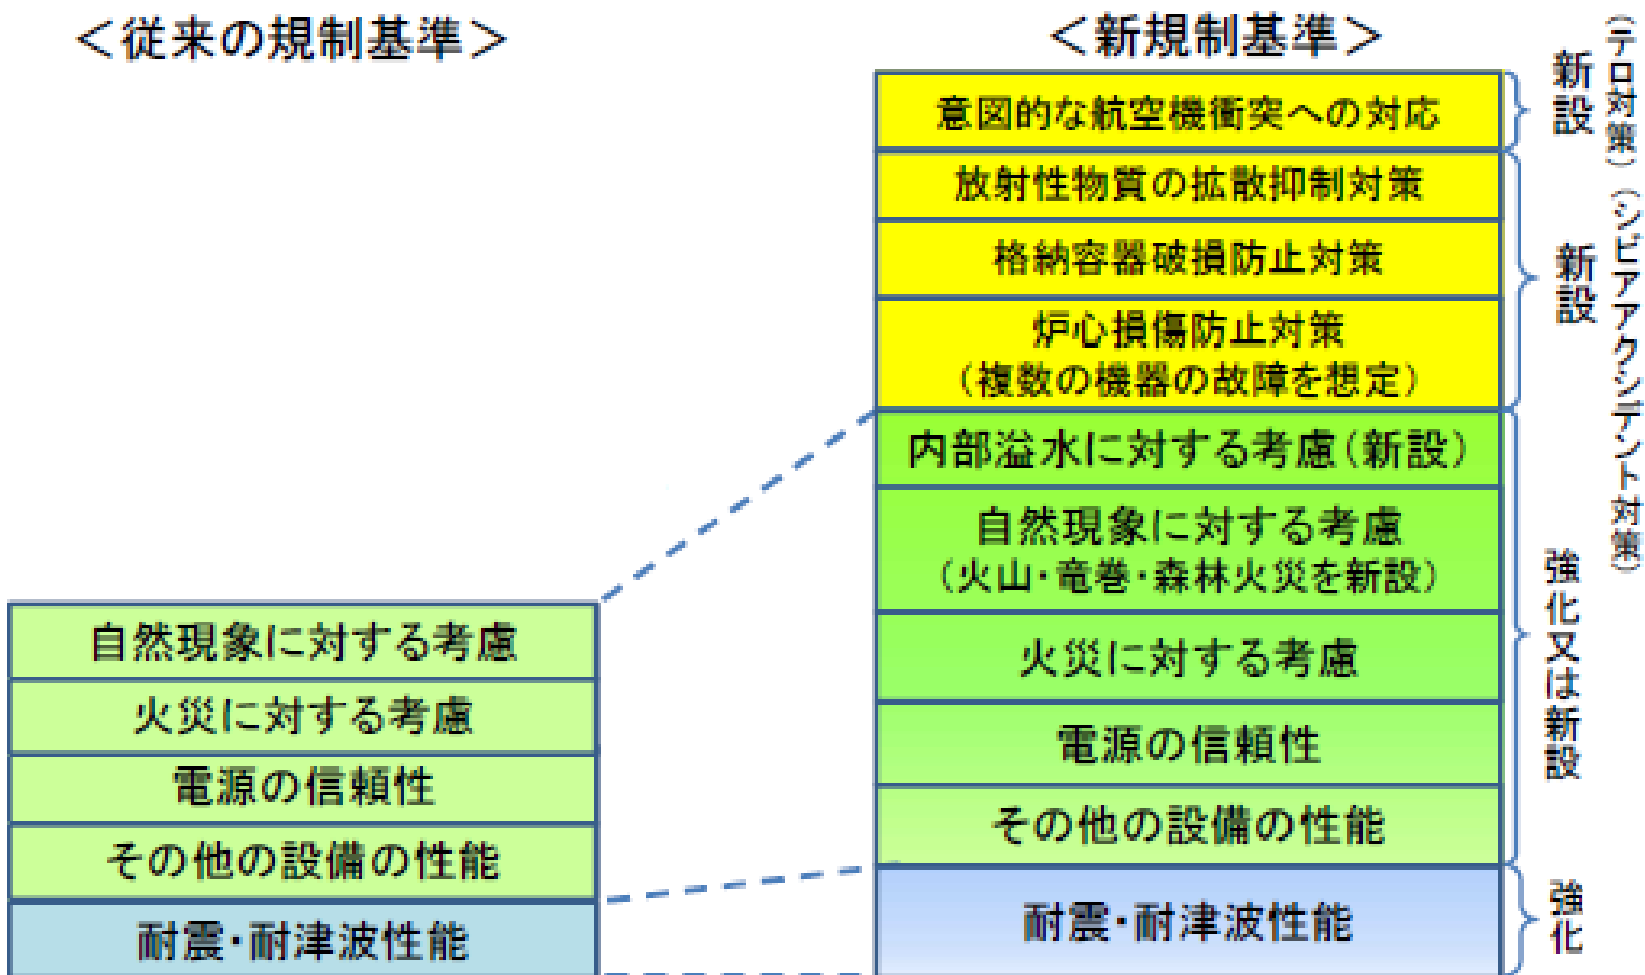 ＜従来の規制基準＞
自然現象に対する考慮
火災に対する考慮
電源の信頼性
その他の設備の性能
耐震・耐津波性能
＜新規制基準＞
意図的な航空機衝突への対応
放射性物質の拡散抑制対策
格納容器破損防止対策
炉心損傷防止対策
（複数の機器の故障を想定）
内部溢水に対する考慮（新設）
自然現象に対する考慮
（火山・竜巻・森林火災を新設）
火災に対する考慮
電源の信頼性
その他の設備の性能
耐震・耐津波性能
新設
（テロ対策）
新設
（シビアアクシデント対策）
強化又は新設
強化